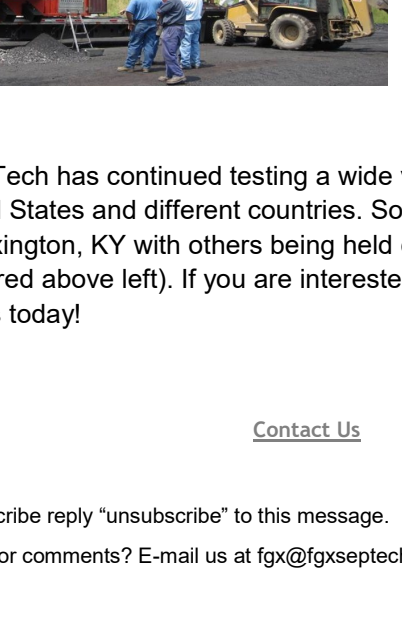 Tech has continued testing a wide
States and different countries. So
xington, KY with others being held
red above left). If you are intereste
today!
Contact Us
cribe reply “unsubscribe” to this message.
or comments? E-mail us at fgx@fgxseptech